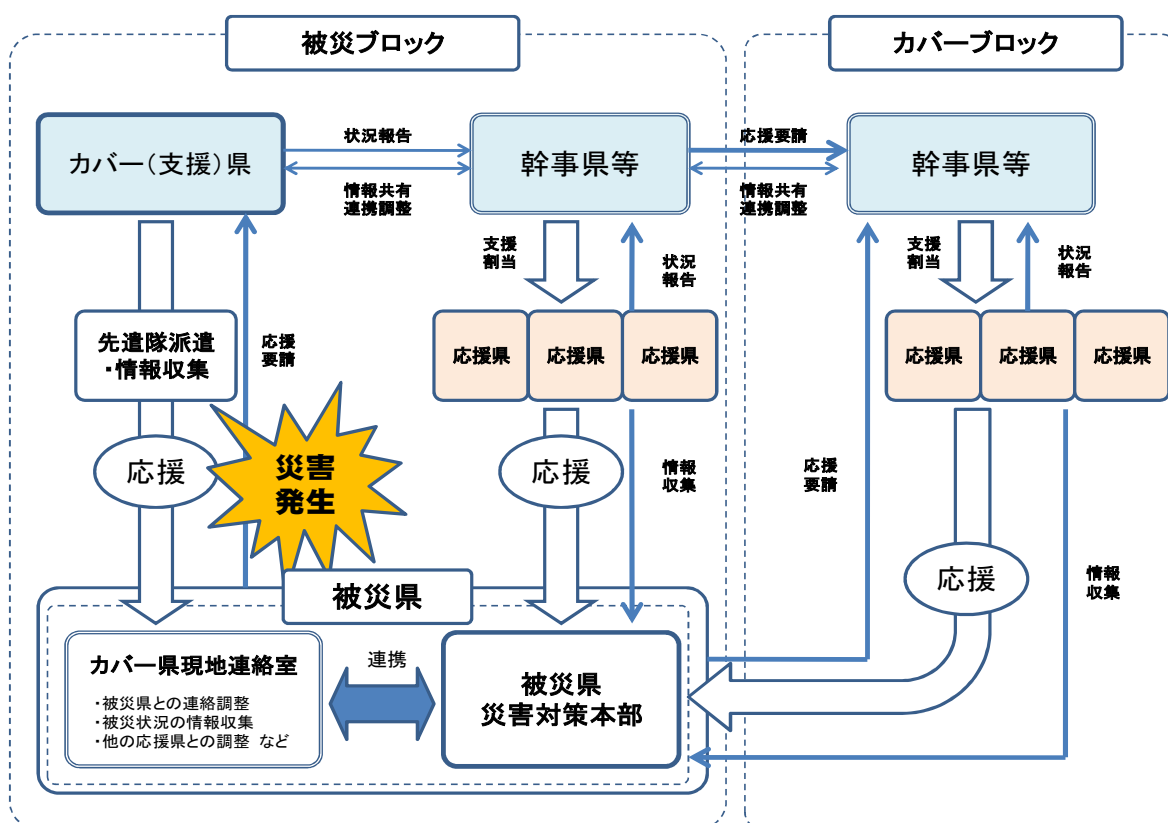 被災ブロック
カバーブロック
カバー(支援)県
状況報告
情報共有
連携調整
幹事県等
応援要請
情報共有
連携調整
幹事県等
支援
割当
状況
報告
支援
割当
状況
報告
先遣隊派遣
・情報収集
応援
要請
応援県
応援県
応援県
応援県
応援県
応援県
応援
災害
発生
応援
情報
収集
応援
要請
応援
情報
収集
被災県
カバー県現地連絡室
・被災県との連絡調整
・被災状況の情報収集
・他の応援県との調整 など
連携
被災県
災害対策本部